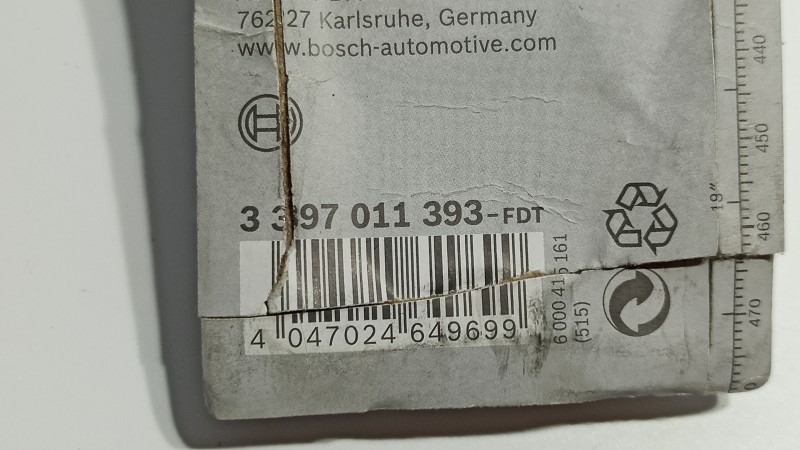 76227 Karlsruhe, Germany
www.bosch-automotive.com
3 397 011 393-FDT
4 047024 649699
6 000 415 161
(515)
440
450
19"
460
470